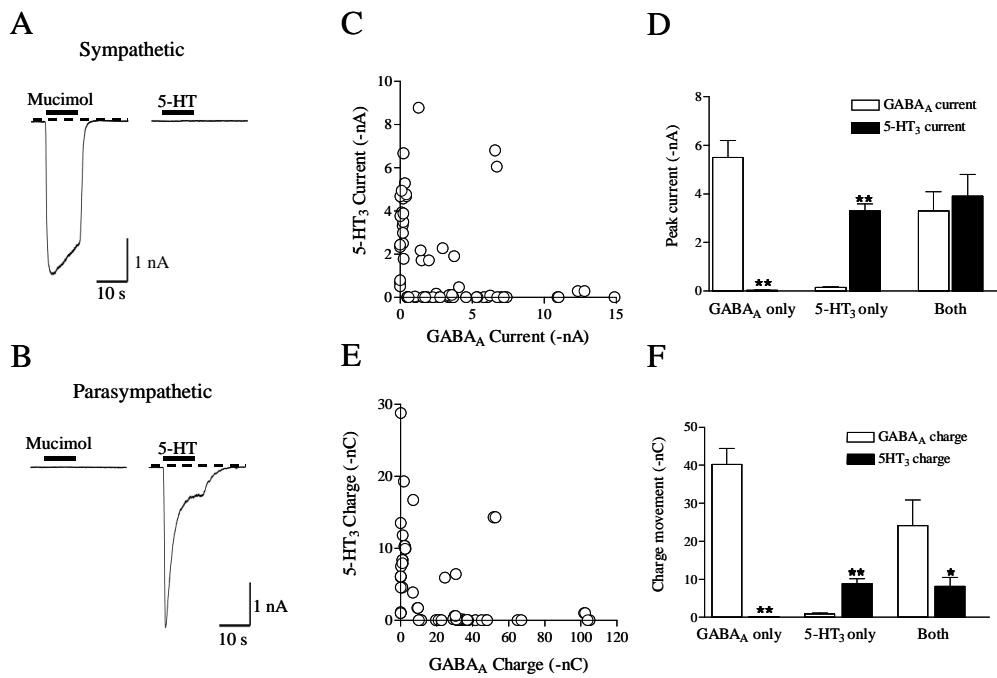 A
Sympathetic
Mucimol
5-HT
1 nA
10 s
B
Parasympathetic
Mucimol
5-HT
1 nA
10 s
C
10
8
6
4
2
0
5-HT3 Current (-nA)
0 5 10 15
GABAA Current (-nA)
D
8
6
4
2
0
Peak current (-nA)
GABAA current
5-HT3 current
**
**
GABAA only 5-HT3 only Both
E
30
20
10
0
5-HT3 Charge (-nC)
0 20 40 60 80 100 120
GABAA Charge (-nC)
F
50
40
30
20
10
0
Charge movement (-nC)
GABAA charge
5HT3 charge
**
**
*
GABAA only 5-HT3 only Both